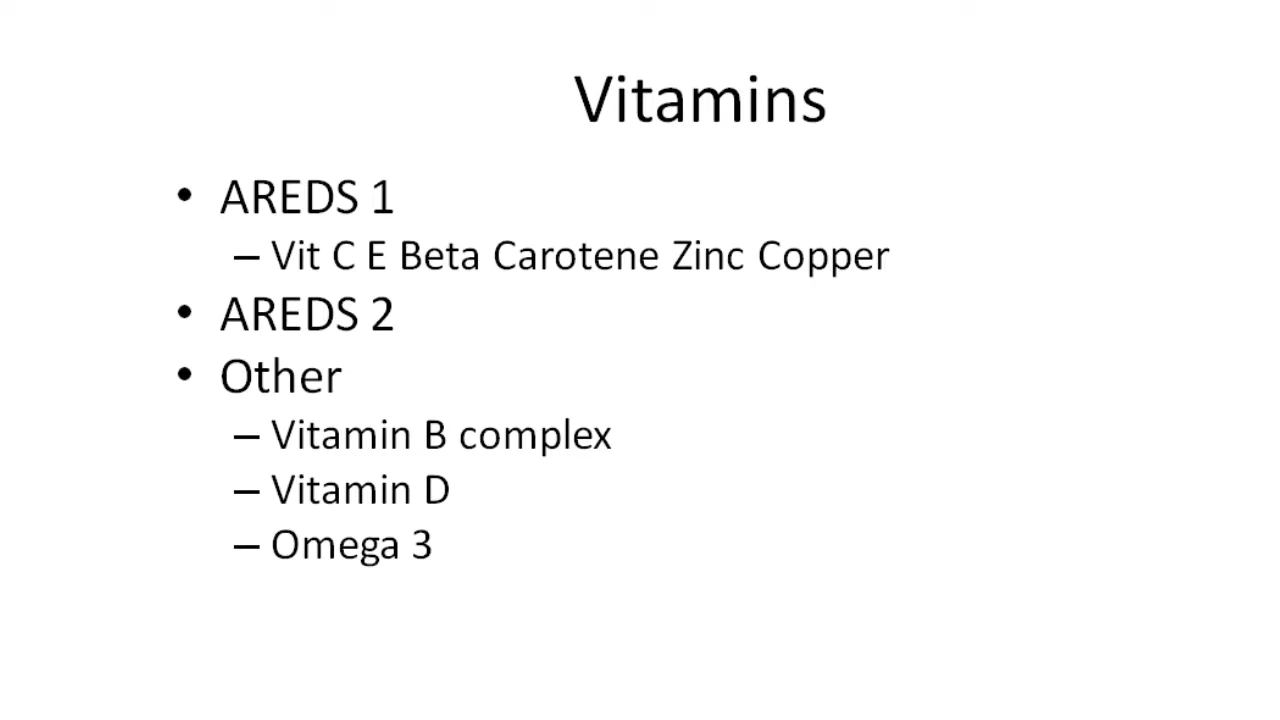 Vitamins
• AREDS 1
– Vit C E Beta Carotene Zinc Copper
• AREDS 2
• Other
– Vitamin B complex
– Vitamin D
– Omega 3